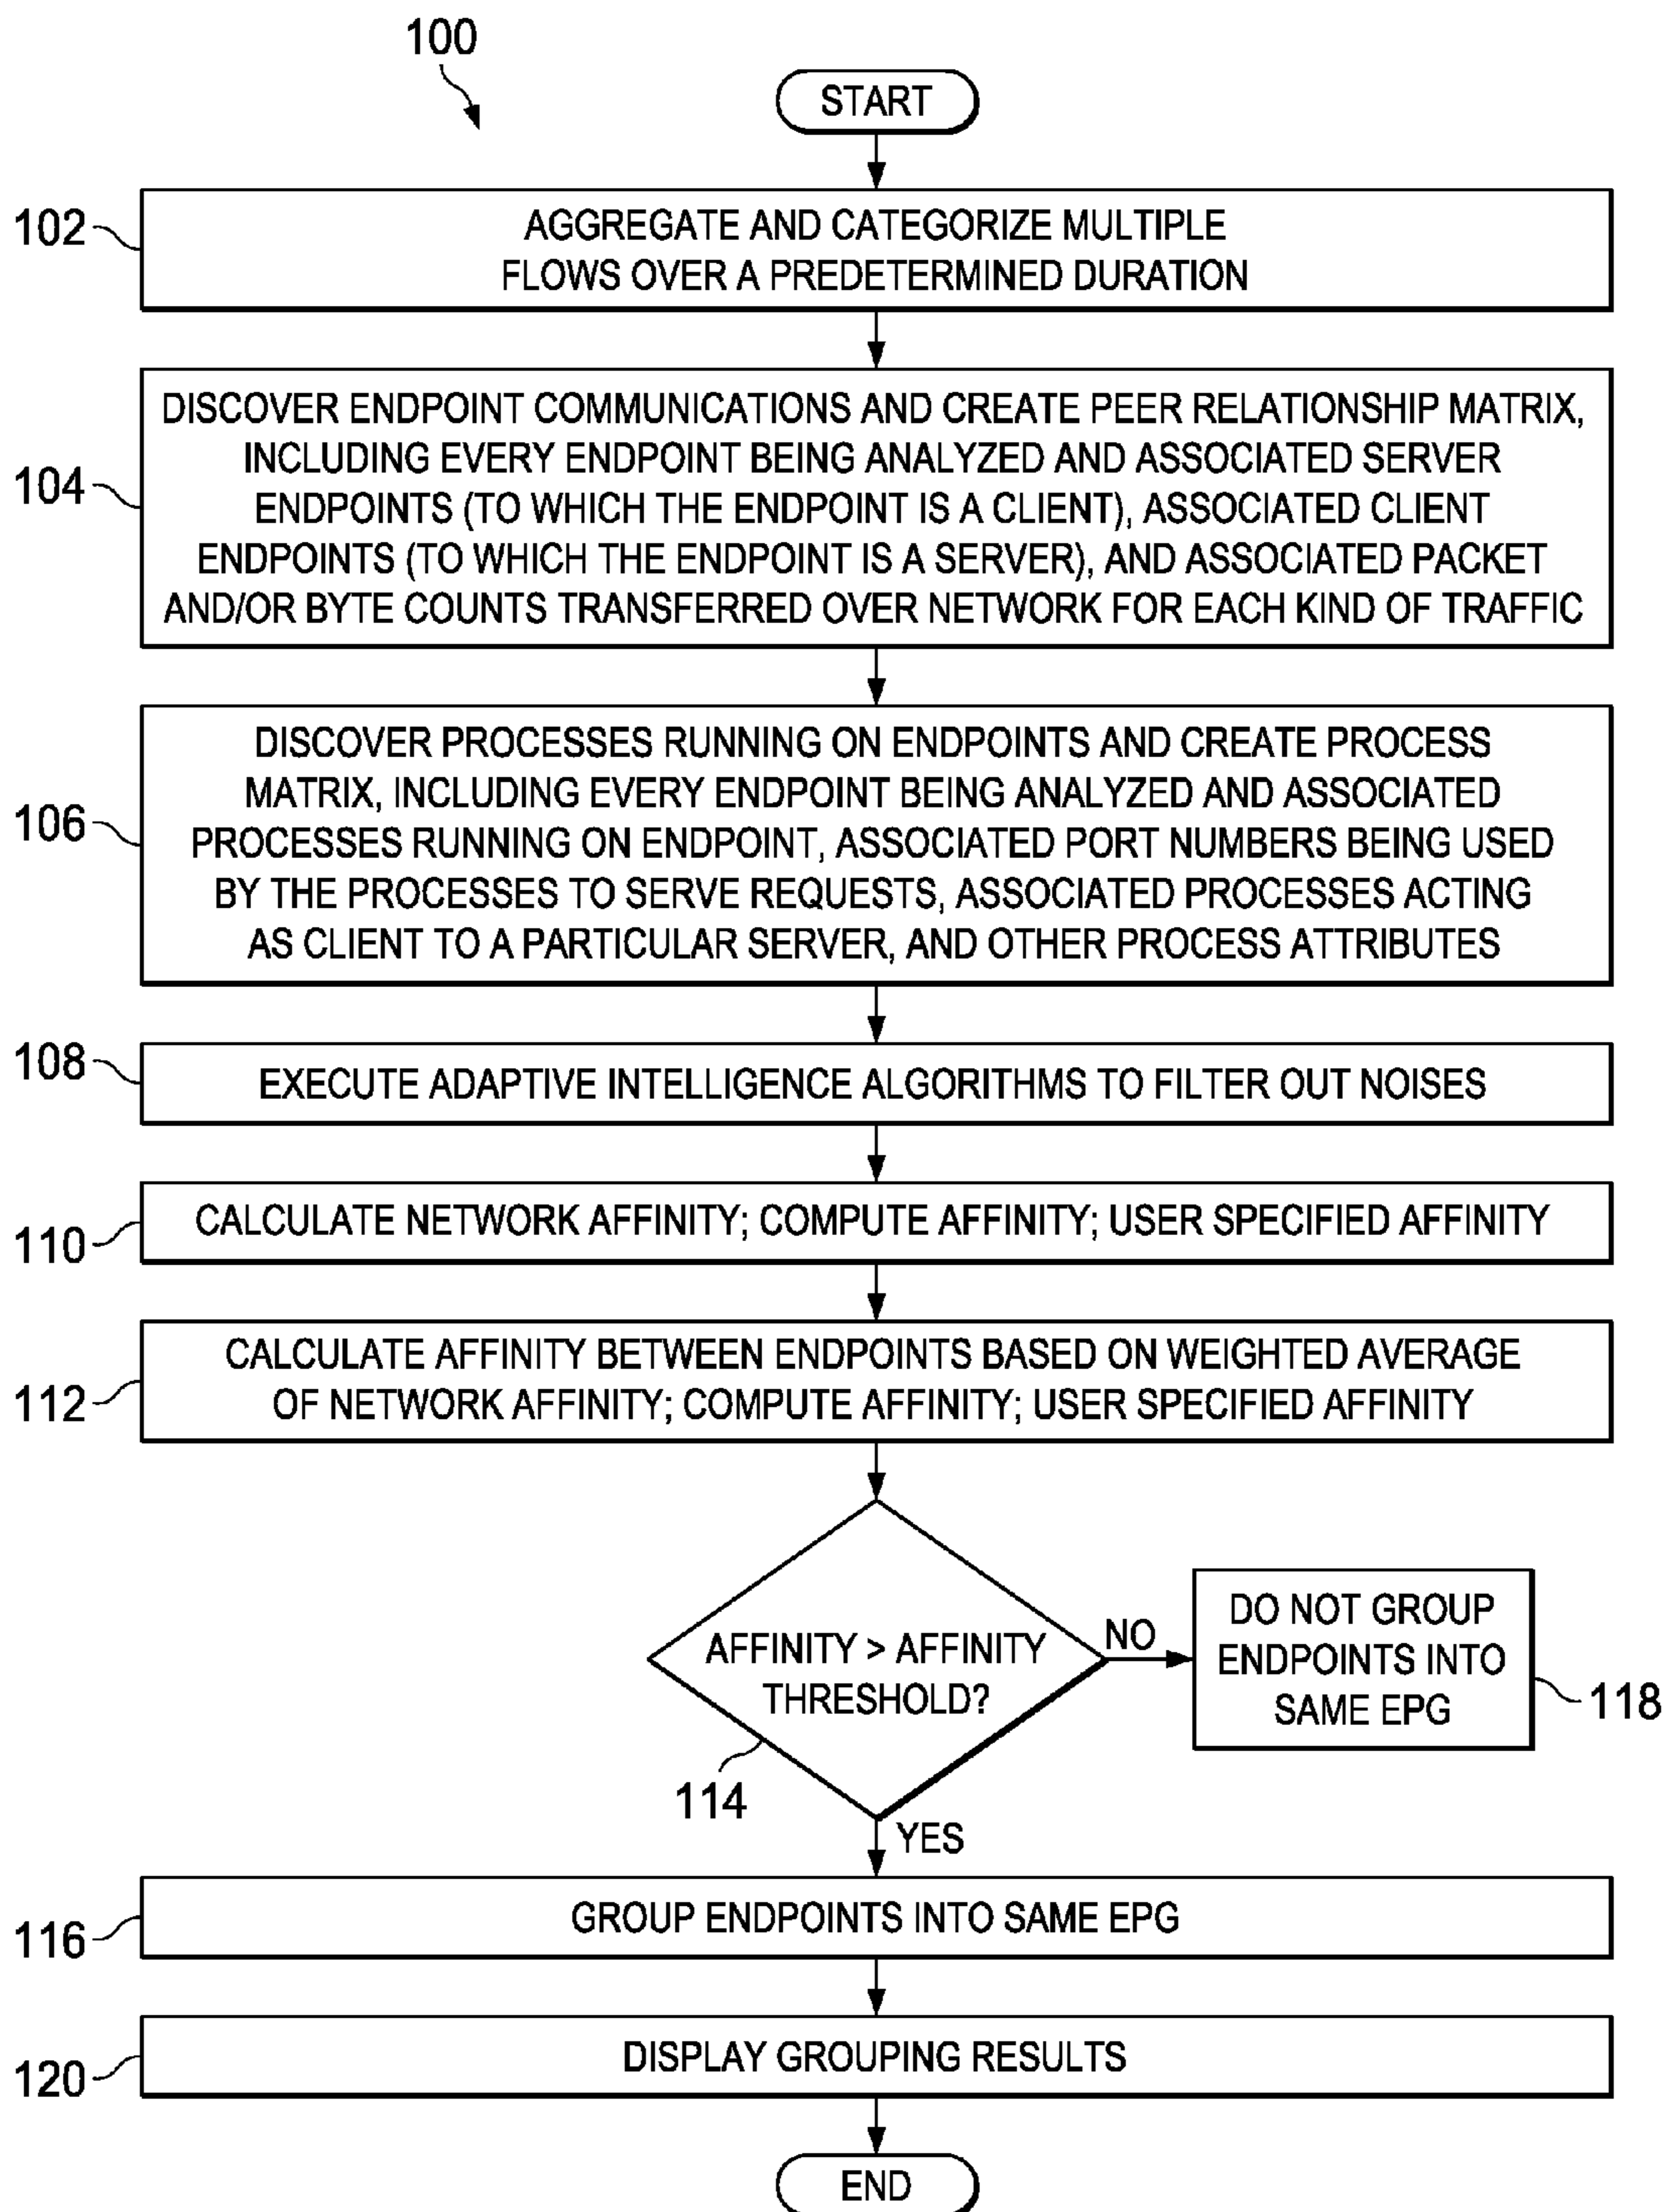 100
START
102
AGGREGATE AND CATEGORIZE MULTIPLE
FLOWS OVER A PREDETERMINED DURATION
104
DISCOVER ENDPOINT COMMUNICATIONS AND CREATE PEER RELATIONSHIP MATRIX,
INCLUDING EVERY ENDPOINT BEING ANALYZED AND ASSOCIATED SERVER
ENDPOINTS (TO WHICH THE ENDPOINT IS A CLIENT), ASSOCIATED CLIENT
ENDPOINTS (TO WHICH THE ENDPOINT IS A SERVER), AND ASSOCIATED PACKET
AND/OR BYTE COUNTS TRANSFERRED OVER NETWORK FOR EACH KIND OF TRAFFIC
106
DISCOVER PROCESSES RUNNING ON ENDPOINTS AND CREATE PROCESS
MATRIX, INCLUDING EVERY ENDPOINT BEING ANALYZED AND ASSOCIATED
PROCESSES RUNNING ON ENDPOINT, ASSOCIATED PORT NUMBERS BEING USED
BY THE PROCESSES TO SERVE REQUESTS, ASSOCIATED PROCESSES ACTING
AS CLIENT TO A PARTICULAR SERVER, AND OTHER PROCESS ATTRIBUTES
108
EXECUTE ADAPTIVE INTELLIGENCE ALGORITHMS TO FILTER OUT NOISES
110
CALCULATE NETWORK AFFINITY; COMPUTE AFFINITY; USER SPECIFIED AFFINITY
112
CALCULATE AFFINITY BETWEEN ENDPOINTS BASED ON WEIGHTED AVERAGE
OF NETWORK AFFINITY; COMPUTE AFFINITY; USER SPECIFIED AFFINITY
AFFINITY > AFFINITY
THRESHOLD?
114
NO
DO NOT GROUP
ENDPOINTS INTO
SAME EPG
118
YES
116
GROUP ENDPOINTS INTO SAME EPG
120
DISPLAY GROUPING RESULTS
END